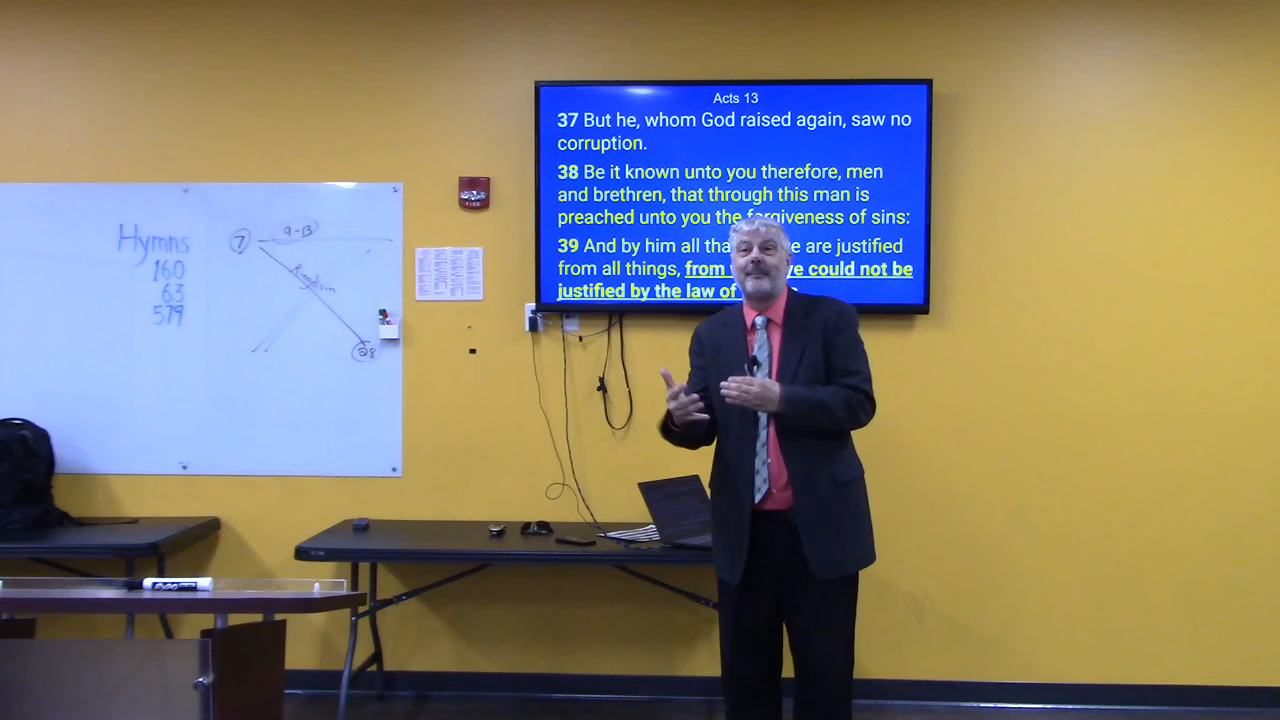 Hymns
160
63
579
7
9-13
Kingdom
28
FIRE
Acts 13
37 But he, whom God raised again, saw no
corruption.
38 Be it known unto you therefore, men
and brethren, that through this man is
preached unto you the forgiveness of sins:
39 And by him all are justified
from all things, from could not be
justified by the law of